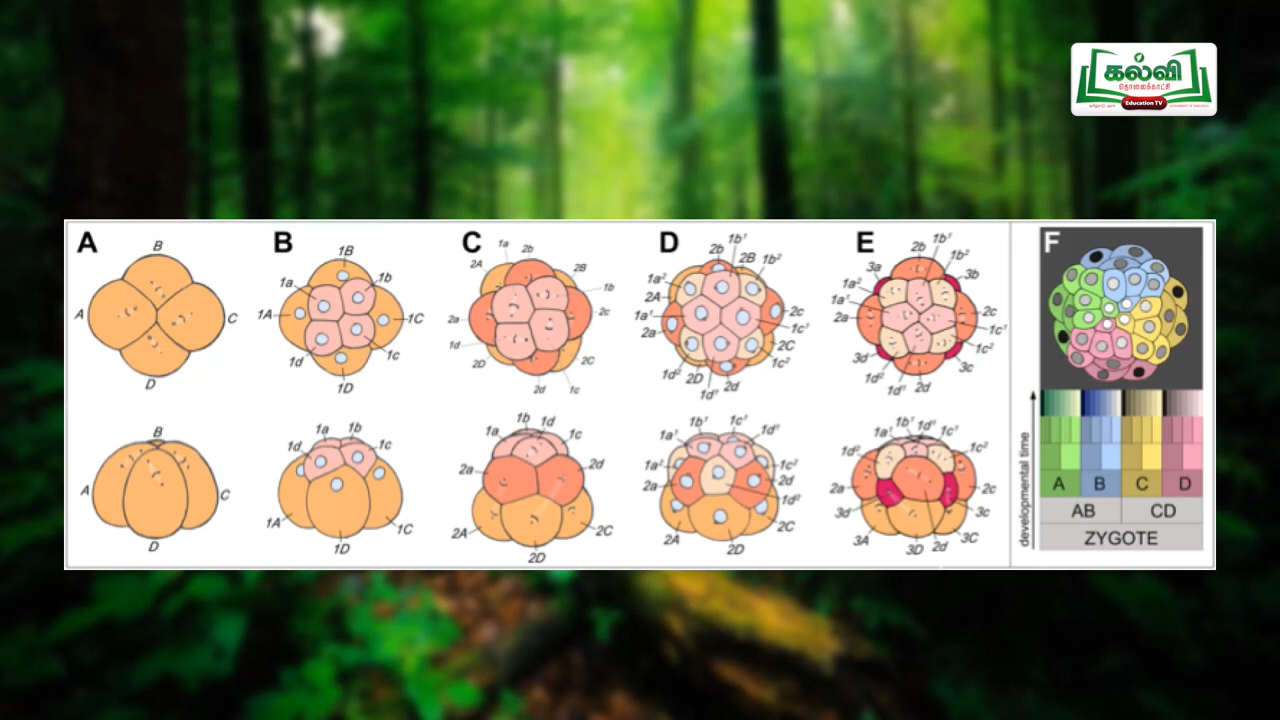 கல்வி
தொலைக்காட்சி
Education TV
A
B
A
C
D
B
A
C
D
B
1B
1a
1b
1A
1C
1d
1c
1D
1a
1b
1d
1c
1A
1C
1D
C
1a
2b
2A
2B
1b
2a
2c
1d
2D
2C
2d
1c
1b
1d
1a
1c
2a
2d
2A
2C
2D
D
1b¹
2b
2B
1b²
1a²
2A
1a¹
2a
2c
1c¹
2C
1c²
1d²
2D
2d
1d¹
1b¹
1c¹
1a¹
1d¹
1a²
1c²
2a
2d
1d²
2A
2C
2D
E
1b¹
2b
1b²
3a
3b
1a²
1a¹
2a
2c
1c¹
1c²
3d
3c
1d²
1d¹
2d
1b¹
1d¹
1a¹
1c¹
1d²
1c²
2a
2c
3d
3c
3A
3C
3D
2d
F
developmental time
A B C D
AB CD
ZYGOTE